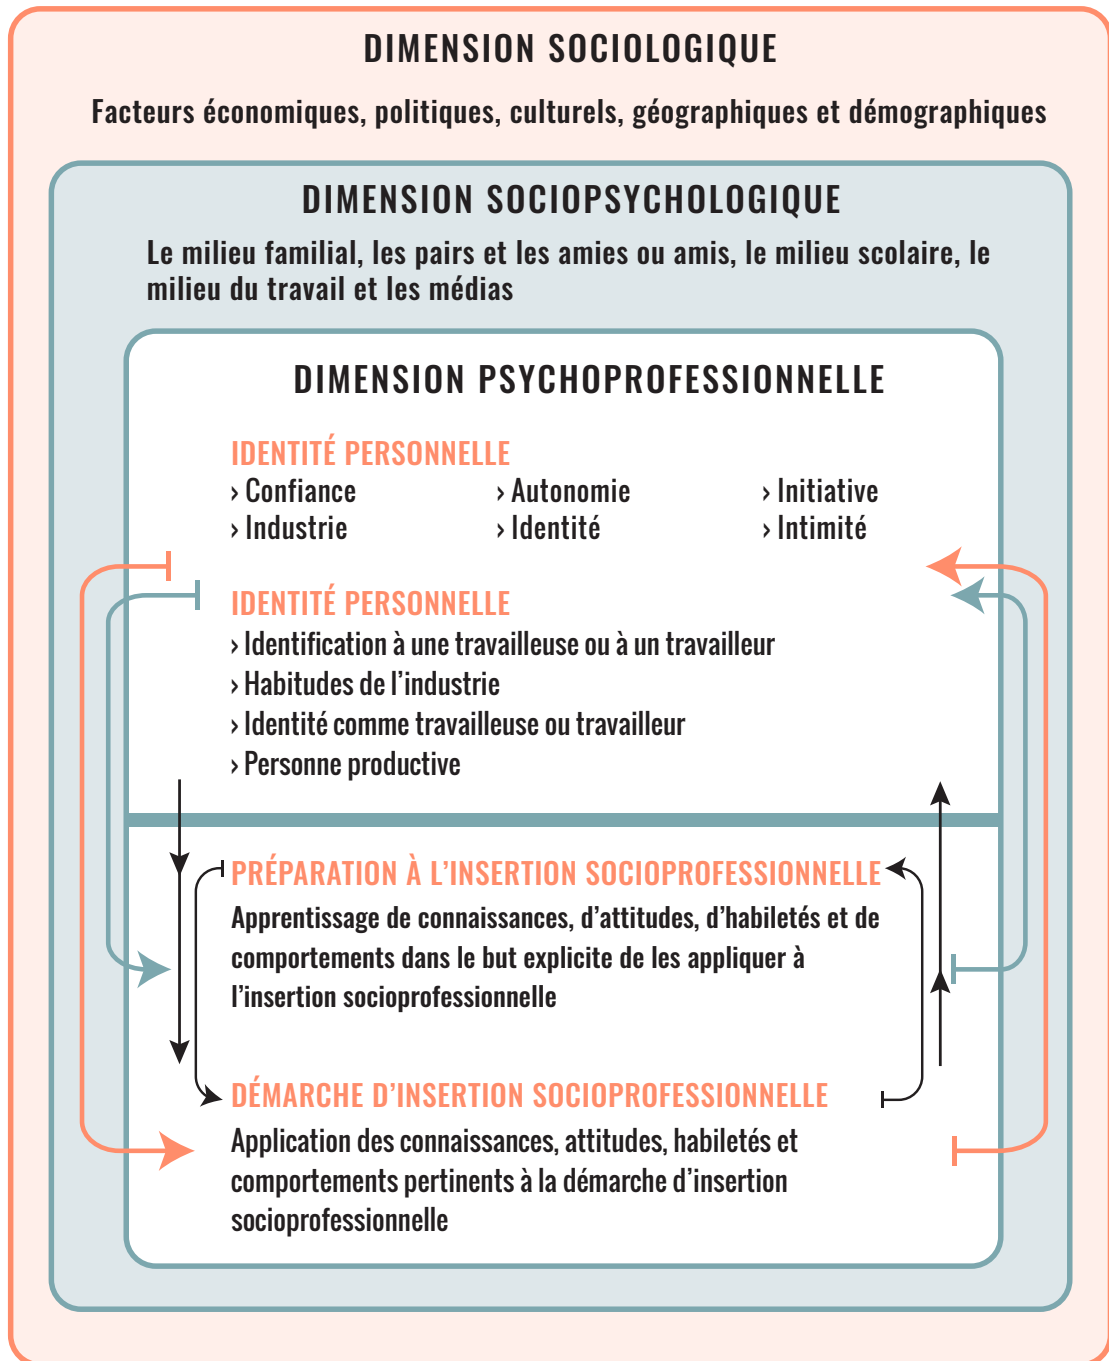 DIMENSION SOCIOLOGIQUE
Facteurs économiques, politiques, culturels, géographiques et démographiques
DIMENSION SOCIOPSYCHOLOGIQUE
Le milieu familial, les pairs et les amies ou amis, le milieu scolaire, le
milieu du travail et les médias
DIMENSION PSYCHOPROFESSIONNELLE
IDENTITÉ PERSONNELLE
› Confiance › Autonomie › Initiative
› Industrie › Identité › Intimité
IDENTITÉ PERSONNELLE
› Identification à une travailleuse ou à un travailleur
› Habitudes de l’industrie
› Identité comme travailleuse ou travailleur
› Personne productive
PRÉPARATION À L’INSERTION SOCIOPROFESSIONNELLE
Apprentissage de connaissances, d’attitudes, d’habiletés et de
comportements dans le but explicite de les appliquer à
l’insertion socioprofessionnelle
DÉMARCHE D’INSERTION SOCIOPROFESSIONNELLE
Application des connaissances, attitudes, habiletés et
comportements pertinents à la démarche d’insertion
socioprofessionnelle